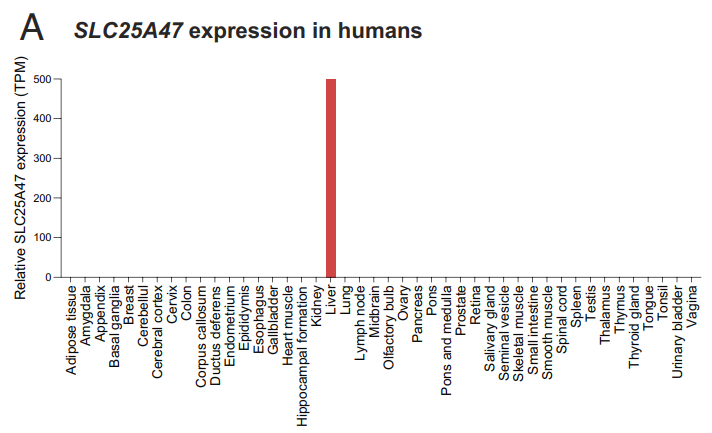 A
SLC25A47 expression in humans
Relative SLC25A47 expression (TPM)
500
400
300
200
100
0
Adipose tissue
Amygdala
Appendix
Basal ganglia
Breast
Cerebellul
Cerebral cortex
Cervix
Colon
Corpus callosum
Ductus deferens
Endometrium
Epididymis
Esophagus
Gallbladder
Heart muscle
Hippocampal formation
Kidney
Liver
Lung
Lymph node
Midbrain
Olfactory bulb
Ovary
Pancreas
Pons
Pons and medulla
Prostate
Retina
Salivary gland
Seminal vesicle
Skeletal muscle
Small intestine
Smooth muscle
Spinal cord
Spleen
Testis
Thalamus
Thymus
Thyroid gland
Tongue
Tonsil
Urinary bladder
Vagina